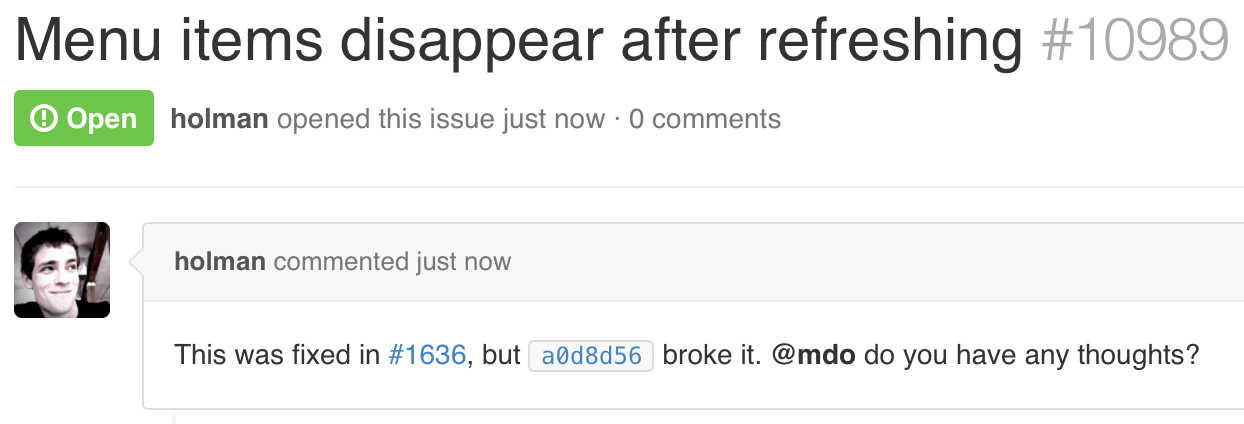 Menu items disappear after refreshing #10989
Open holman opened this issue just now · 0 comments
holman commented just now
This was fixed in #1636, but a0d8d56 broke it. @mdo do you have any thoughts?